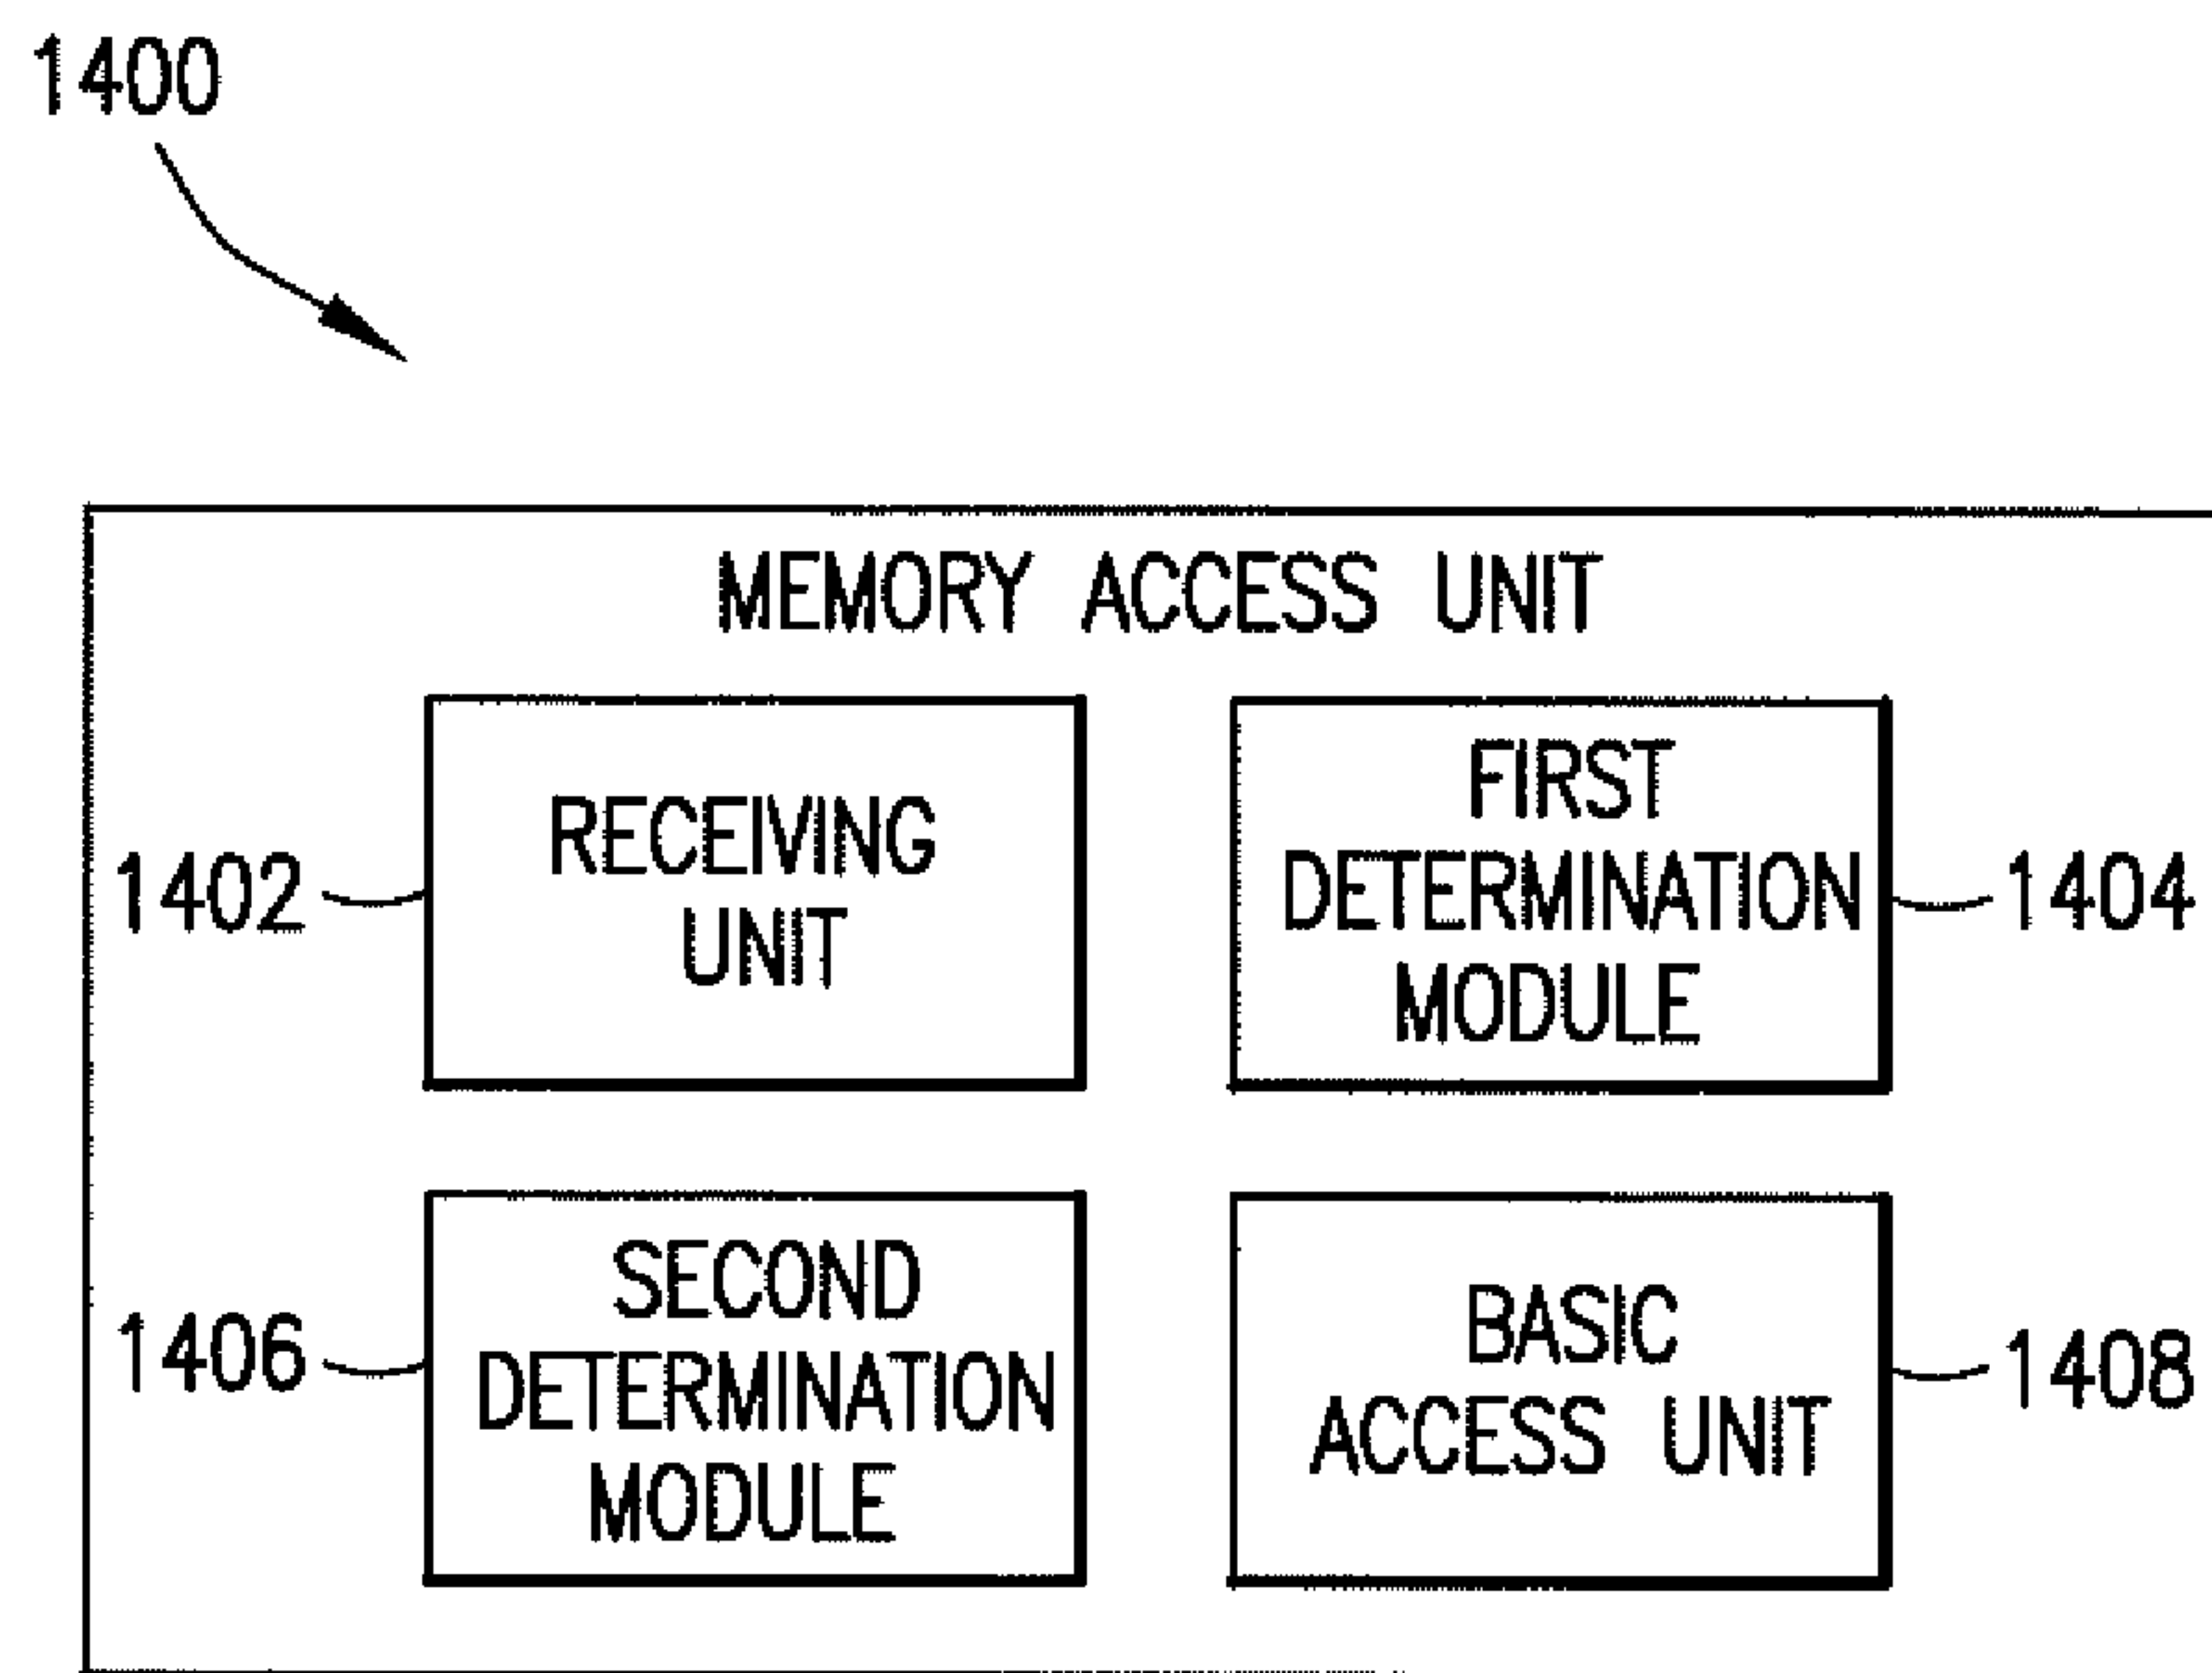 1400
MEMORY ACCESS UNIT
1402
RECEIVING
UNIT
FIRST
DETERMINATION
MODULE
1404
1406
SECOND
DETERMINATION
MODULE
BASIC
ACCESS UNIT
1408